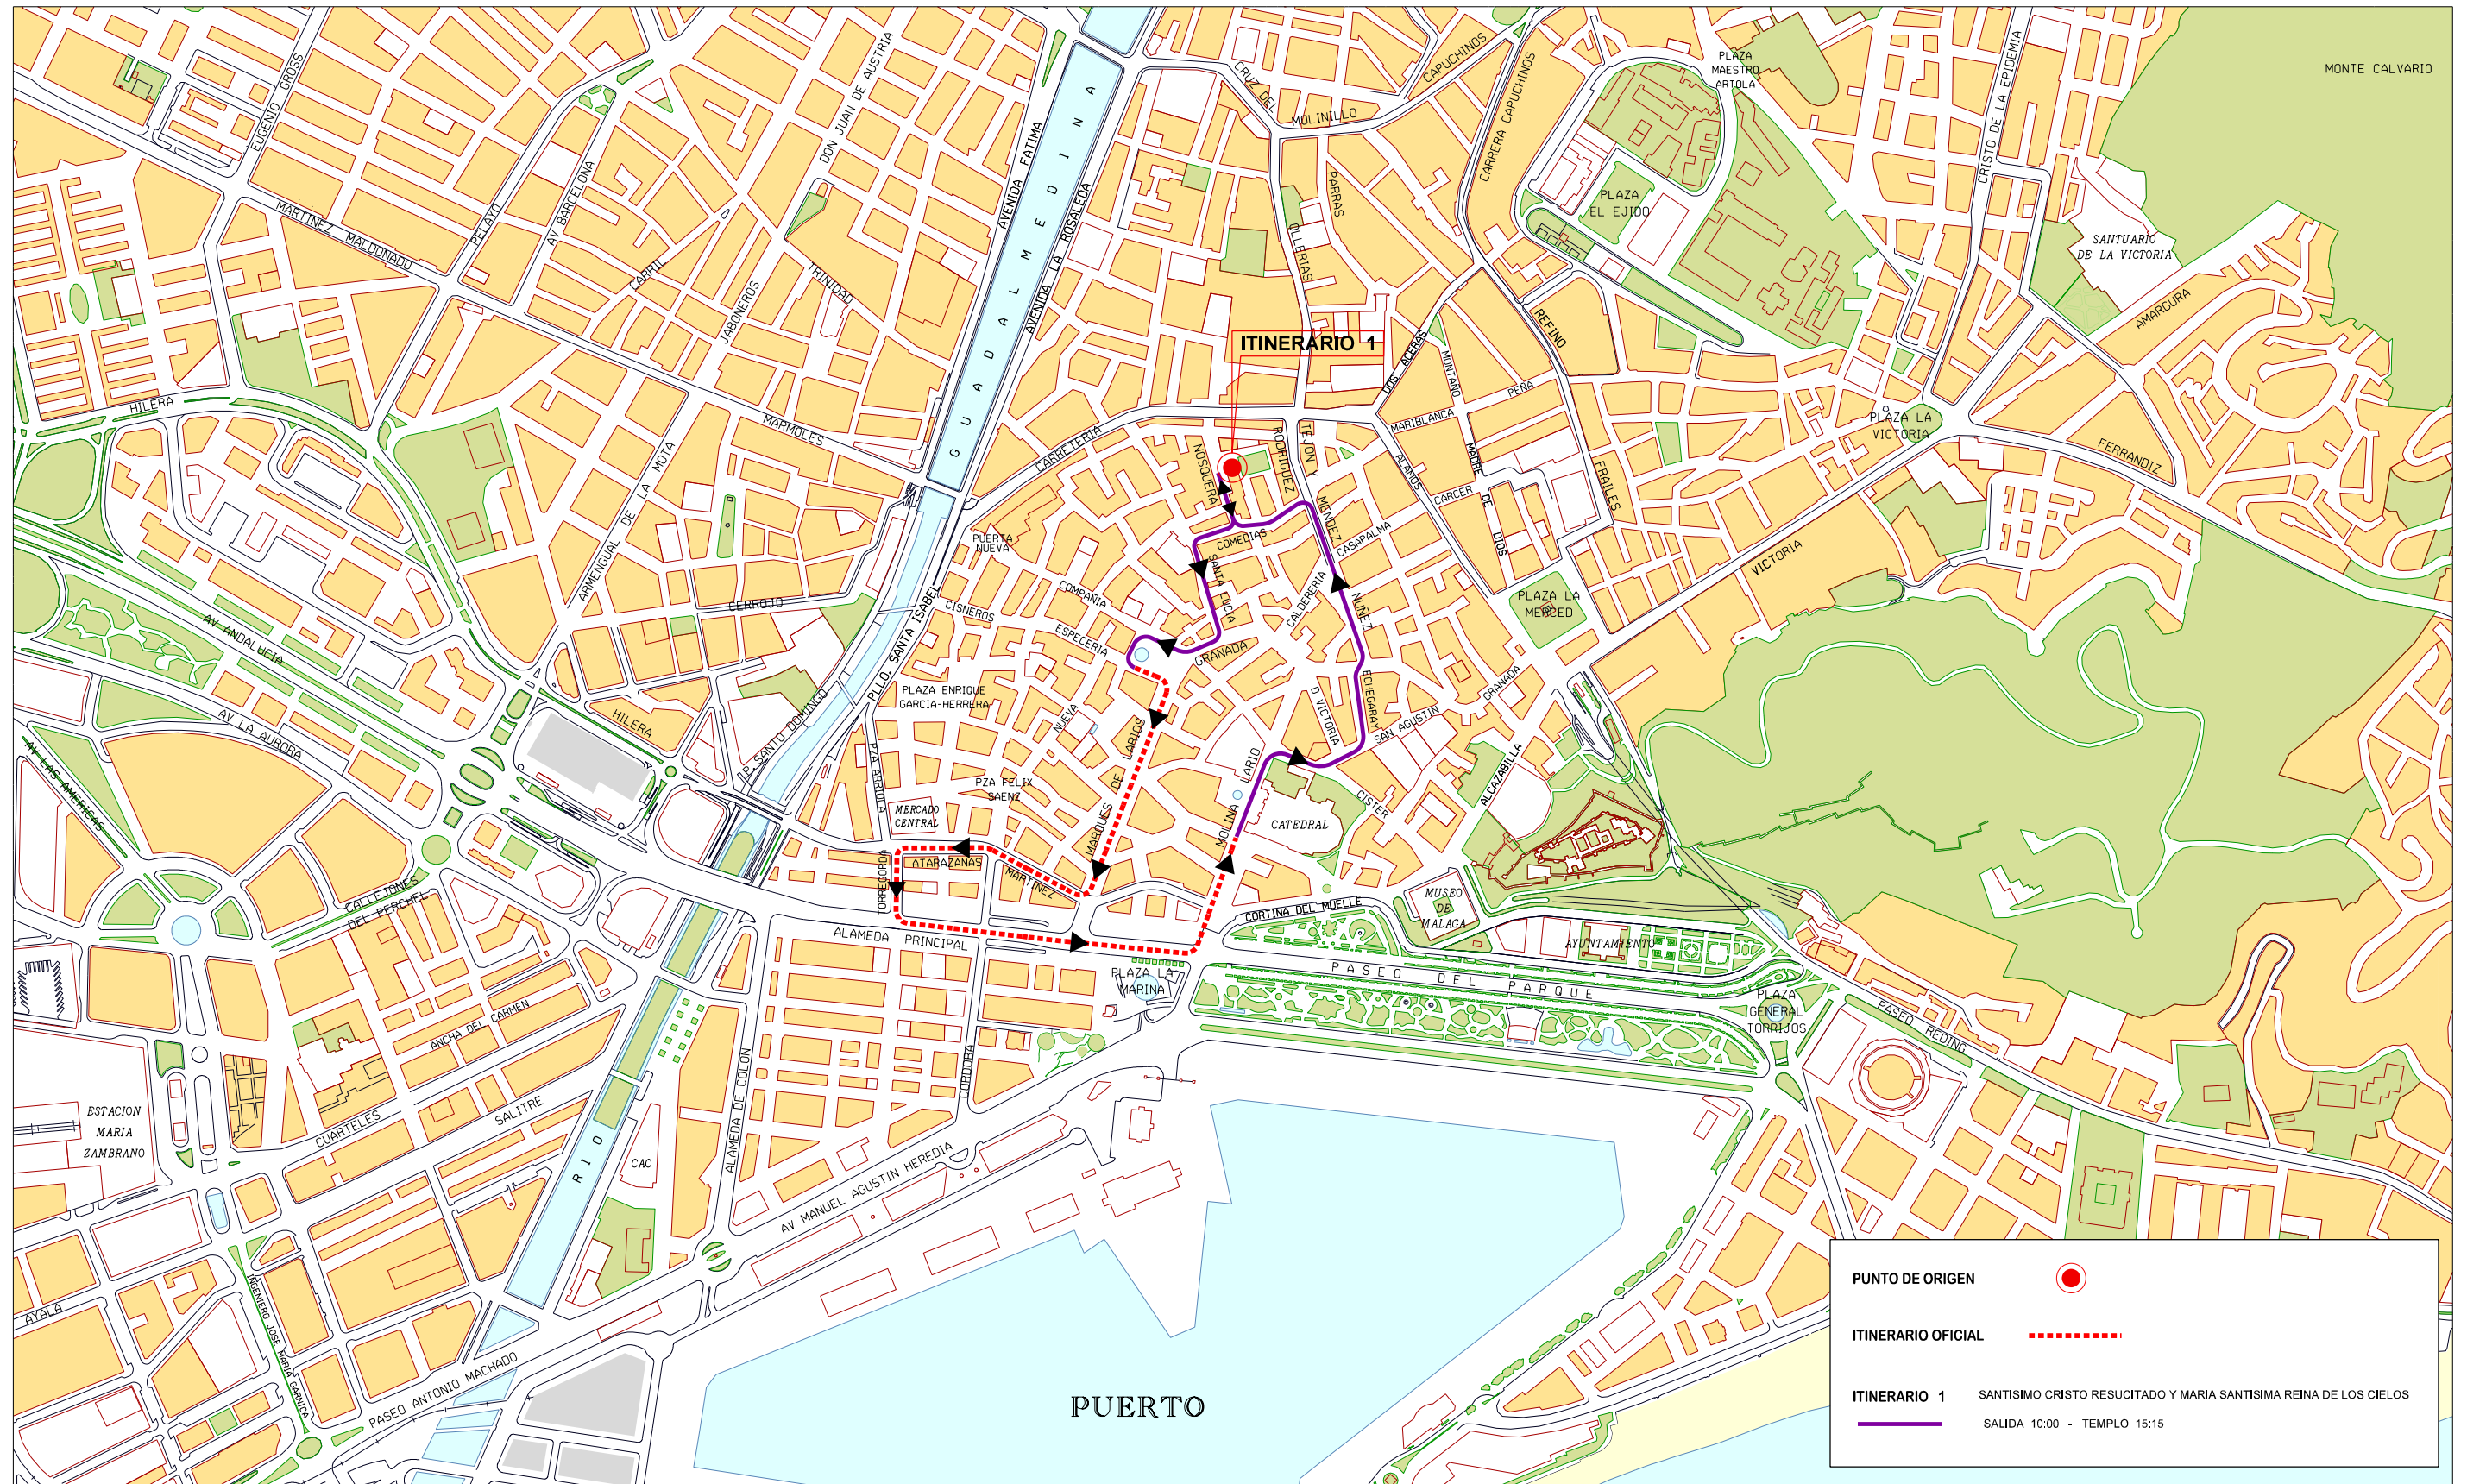 EUGENIO GROSS
DON JUAN DE AUSTRIA
CRUZ DEL
MOLINILLO
CAPUCHINOS
CARRERA CAPUCHINOS
PLAZA
MAESTRO
ARTOLA
CRISTO DE LA EPIDEMIA
MONTE CALVARIO
AVENIDA FATIMA
GUADALMEDINA
AVENIDA LA ROSALEDA
PARRAS
OLLERIAS
PLAZA
EL EJIDO
SANTUARIO
DE LA VICTORIA
AMARGURA
MARTINEZ MALDONADO
PELAYO
AV BARCELONA
CARRIL
JABONEROS
TRINIDAD
ITINERARIO 1
DOS ACERAS
MONTAÑO
REFINO
PEÑA
MARIBLANCA
HILERA
MARMOLES
CARRETERIA
NOSQUERA
RODRIGUEZ
TEJON Y
ALAMOS
MADRE
DE
DIOS
CARCER
FRAILES
PLAZA LA
VICTORIA
FERRANDIZ
ARMENGUAL DE LA MOTA
PUERTA
NUEVA
COMEDIAS
MENDEZ
CASAPALMA
VICTORIA
CERROJO
CISNEROS
COMPAÑIA
ESPECERIA
SANTA LUCIA
CALDERERIA
NUÑEZ
PLAZA LA
MERCED
GRANADA
AV ANDALUCIA
PLLO. SANTA ISABEL
PLAZA ENRIQUE
GARCIA-HERRERA
NUEVA
D VICTORIA
ECHEGARAY
SAN AGUSTIN
GRANADA
AV LA AURORA
HILERA
P. SANTO DOMINGO
PZA ARRIOLA
MERCADO
CENTRAL
PZA FELIX
SAENZ
MARQUES DE LARIOS
MOLINA LARIO
CATEDRAL
CISTER
ALCAZABILLA
AV LAS AMERICAS
TORREGORDA
ATARAZANAS
MARTINEZ
CALLEJONES
DEL PERCHEL
ALAMEDA PRINCIPAL
CORTINA DEL MUELLE
MUSEO
DE
MALAGA
AYUNTAMIENTO
PLAZA LA
MARINA
PASEO DEL PARQUE
PLAZA
GENERAL
TORRIJOS
PASEO REDING
ANCHA DEL CARMEN
ALAMEDA DE COLON
CORDOBA
ESTACION
MARIA
ZAMBRANO
CUARTELES
SALITRE
RIO
CAC
AV MANUEL AGUSTIN HEREDIA
AYALA
INGENIERO JOSE MARIA GARNICA
PASEO ANTONIO MACHADO
PUERTO
PUNTO DE ORIGEN
ITINERARIO OFICIAL
ITINERARIO 1 SANTISIMO CRISTO RESUCITADO Y MARIA SANTISIMA REINA DE LOS CIELOS
SALIDA 10:00 - TEMPLO 15:15